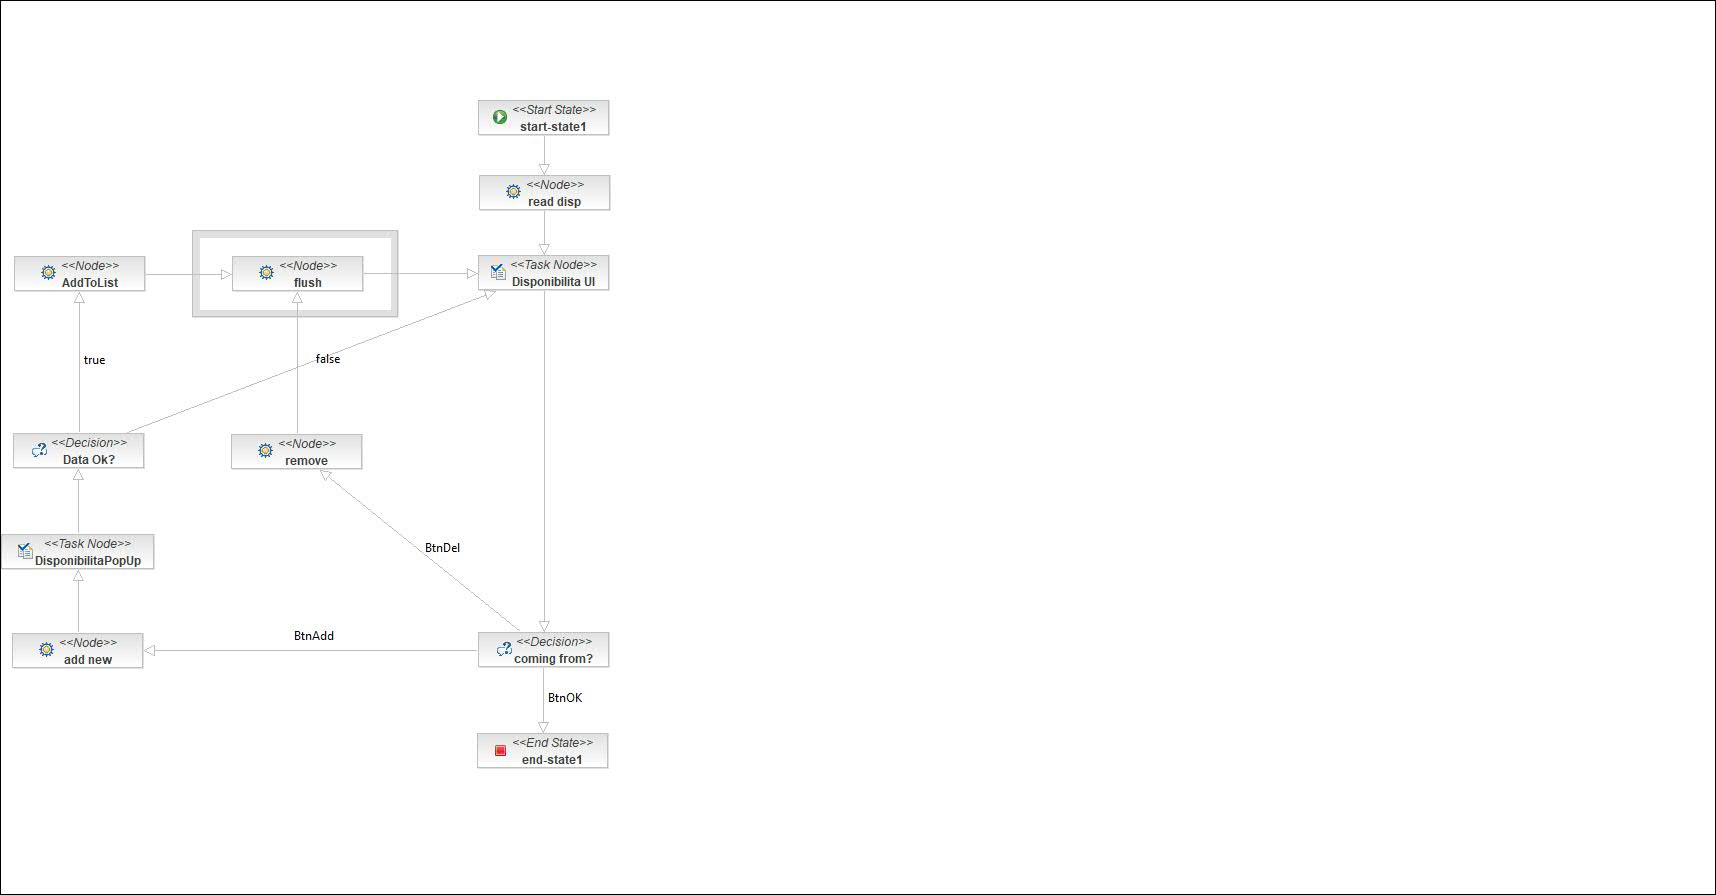 <<Start State>>
start-state1
<<Node>>
read disp
<<Node>>
AddToList
<<Node>>
flush
<<Task Node>>
Disponibilita UI
true
false
<<Decision>>
Data Ok?
<<Node>>
remove
<<Task Node>>
DisponibilitaPopUp
BtnDel
BtnAdd
<<Node>>
add new
<<Decision>>
coming from?
BtnOK
<<End State>>
end-state1